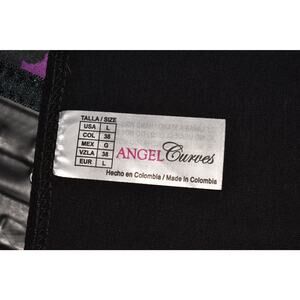 TALLA / SIZE
USA L
COL 38
MEX G
VZLA 38
EUR L
ANGEL Curves
Hecho en Colombia / Made in Colombia